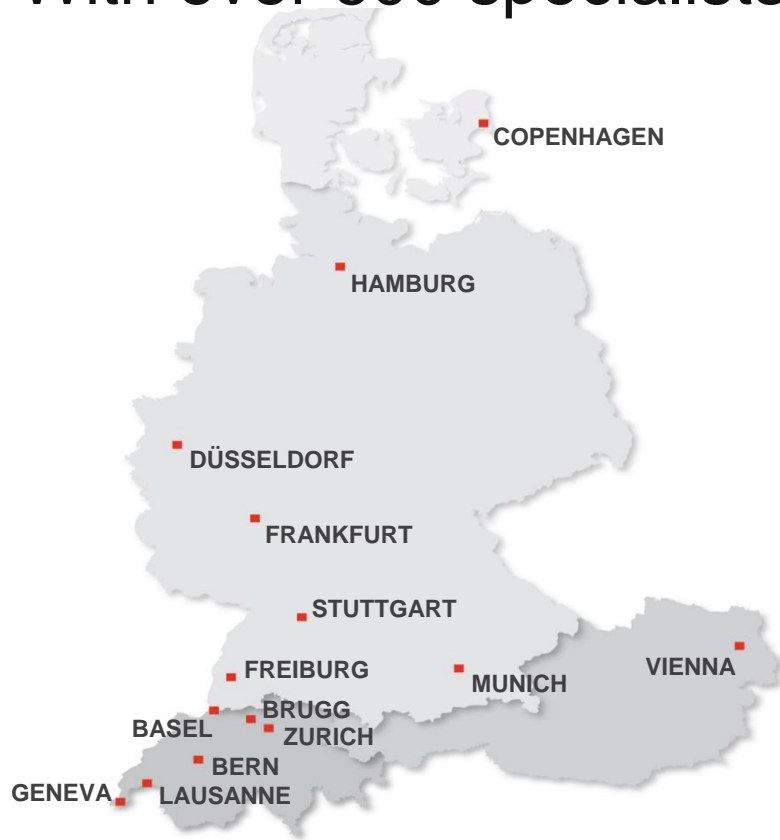 COPENHAGEN
HAMBURG
DÜSSELDORF
FRANKFURT
STUTTGART
FREIBURG
MUNICH
VIENNA
BRUGG
BASEL
ZURICH
BERN
GENEVA
LAUSANNE